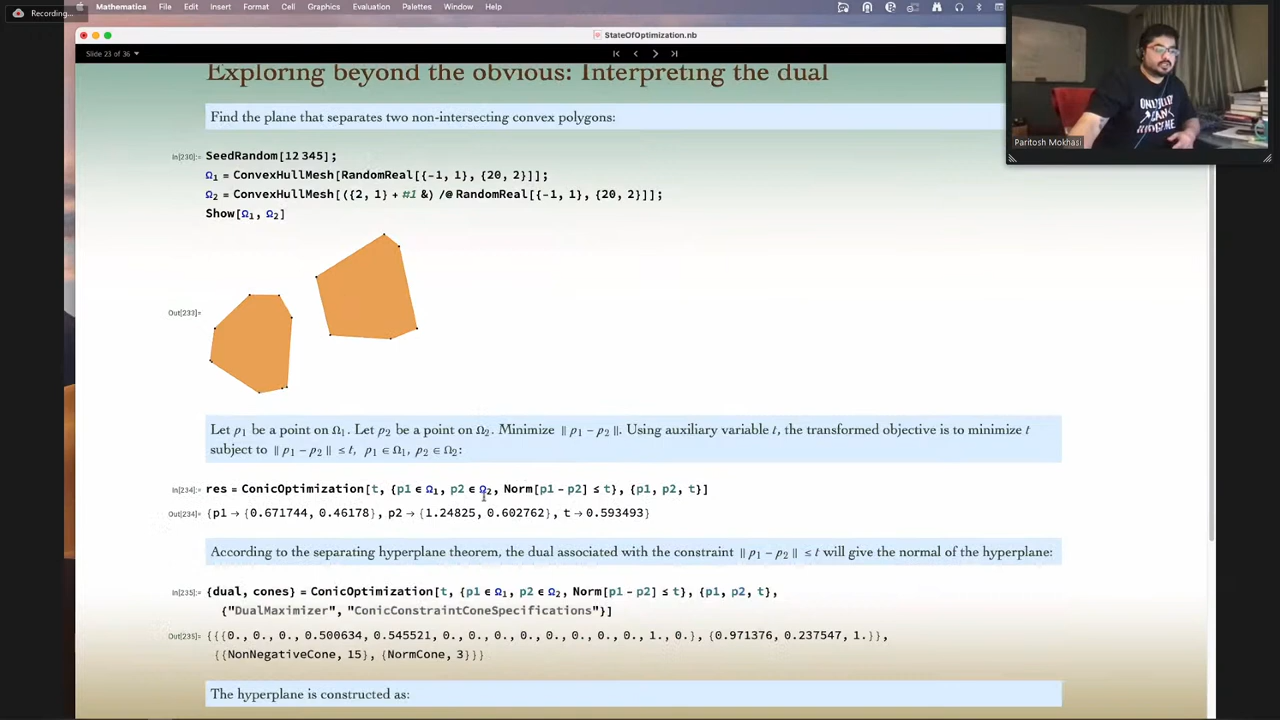 Recording...
Mathematica File Edit Insert Format Cell Graphics Evaluation Palettes Window Help
StateOfOptimization.nb
Slide 23 of 36
Exploring beyond the obvious: Interpreting the dual
Find the plane that separates two non-intersecting convex polygons:
In[230]:= SeedRandom[12 345];
Ω₁ = ConvexHullMesh[RandomReal[{-1, 1}, {20, 2}]];
Ω₂ = ConvexHullMesh[({2, 1} + #1 &) /@ RandomReal[{-1, 1}, {20, 2}]];
Show[Ω₁, Ω₂]
Out[233]=
Let p₁ be a point on Ω₁. Let p₂ be a point on Ω₂. Minimize ‖ p₁ − p₂ ‖. Using auxiliary variable t, the transformed objective is to minimize t
subject to ‖ p₁ − p₂ ‖ ≤ t, p₁ ∈ Ω₁, p₂ ∈ Ω₂:
In[234]:= res = ConicOptimization[t, {p1 ∈ Ω₁, p2 ∈ Ω₂, Norm[p1 - p2] ≤ t}, {p1, p2, t}]
Out[234]= {p1 → {0.671744, 0.46178}, p2 → {1.24825, 0.602762}, t → 0.593493}
According to the separating hyperplane theorem, the dual associated with the constraint ‖ p₁ − p₂ ‖ ≤ t will give the normal of the hyperplane:
In[235]:= {dual, cones} = ConicOptimization[t, {p1 ∈ Ω₁, p2 ∈ Ω₂, Norm[p1 - p2] ≤ t}, {p1, p2, t},
{"DualMaximizer", "ConicConstraintConeSpecifications"}]
Out[235]= {{{0., 0., 0., 0.500634, 0.545521, 0., 0., 0., 0., 0., 0., 0., 0., 1., 0.}, {0.971376, 0.237547, 1.}},
{{NonNegativeCone, 15}, {NormCone, 3}}}
The hyperplane is constructed as:
Paritosh Mokhasi